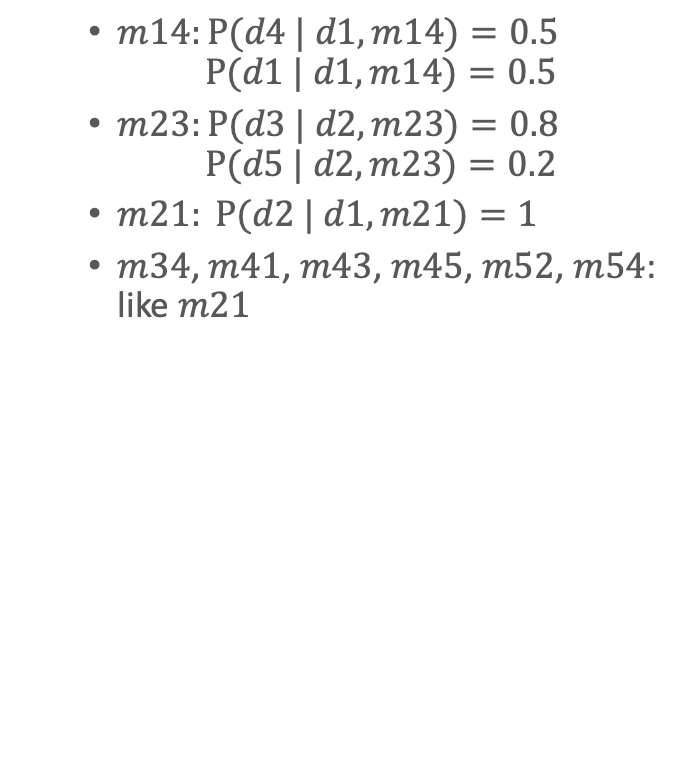 • m14: P(d4 | d1, m14) = 0.5
P(d1 | d1, m14) = 0.5
• m23: P(d3 | d2, m23) = 0.8
P(d5 | d2, m23) = 0.2
• m21: P(d2 | d1, m21) = 1
• m34, m41, m43, m45, m52, m54:
like m21